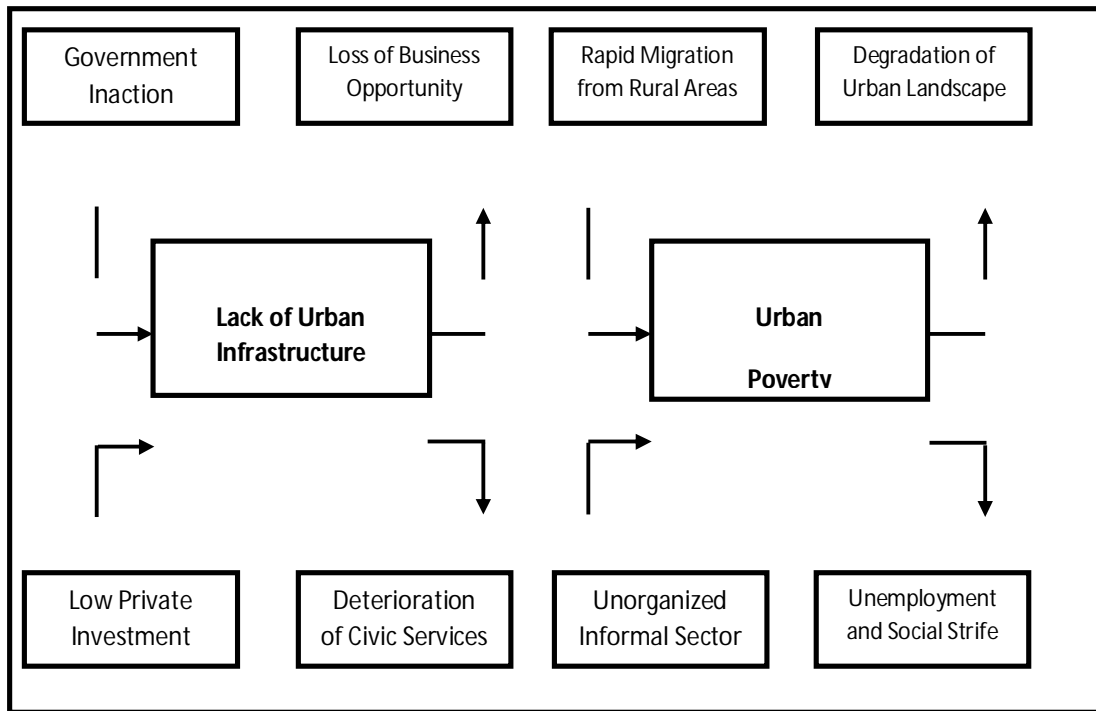 Government
Inaction
Loss of Business
Opportunity
Rapid Migration
from Rural Areas
Degradation of
Urban Landscape
Lack of Urban
Infrastructure
Urban
Poverty
Low Private
Investment
Deterioration
of Civic Services
Unorganized
Informal Sector
Unemployment
and Social Strife